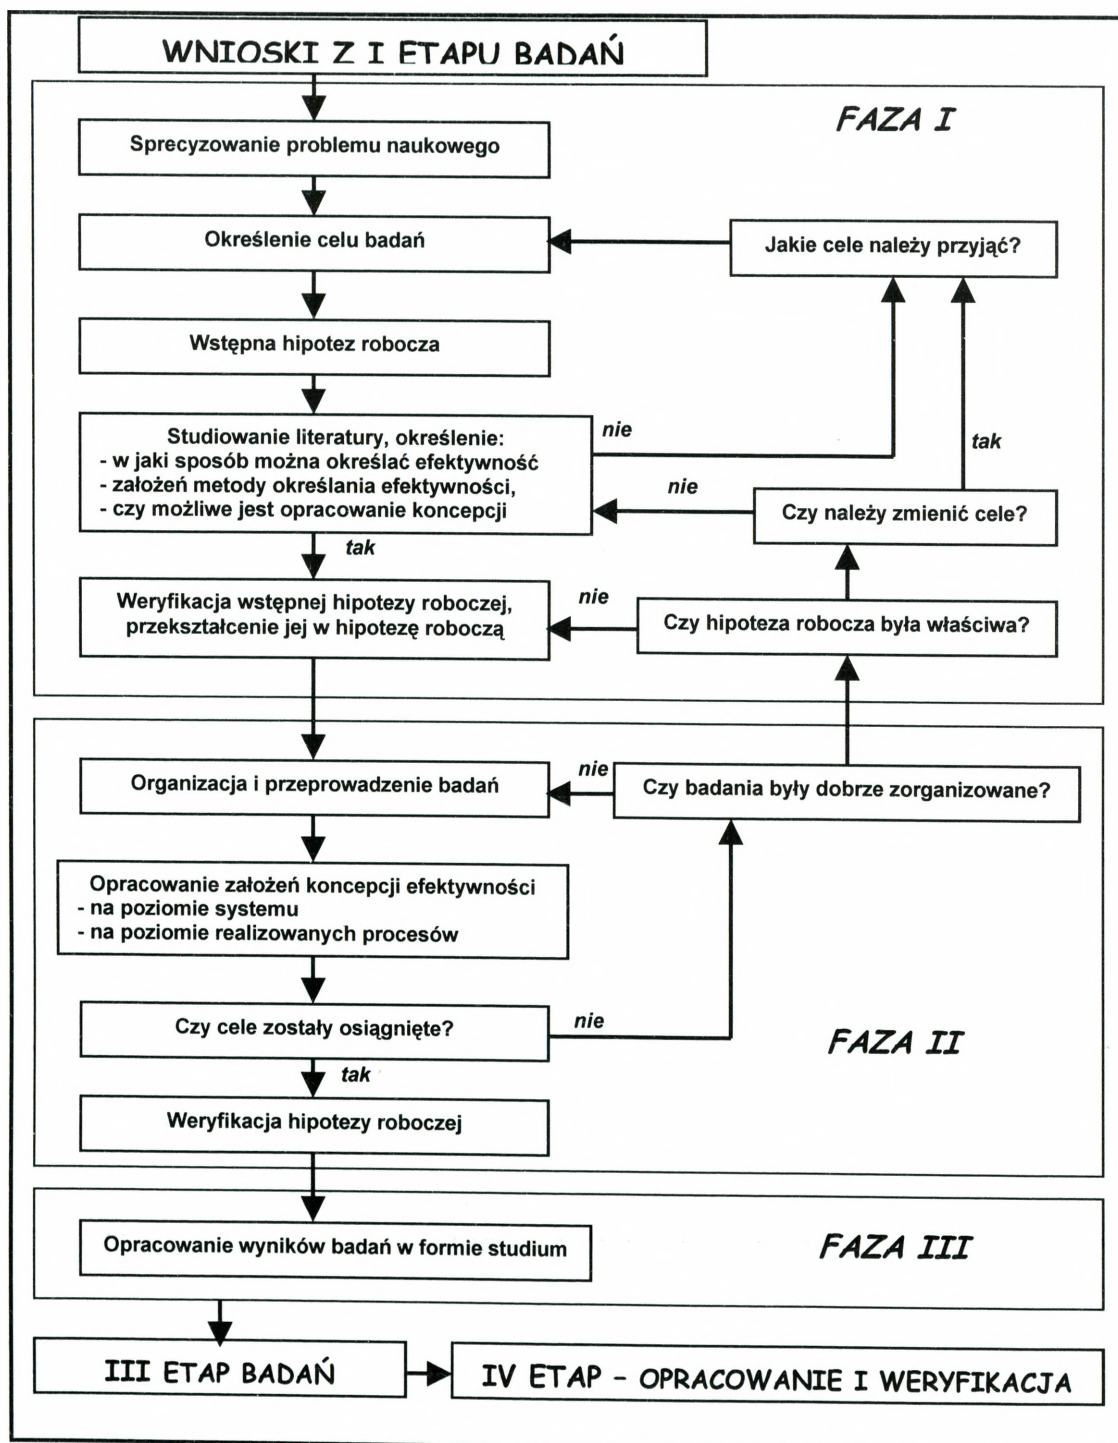 WNIOSKI Z I ETAPU BADAŃ
FAZA I
Sprecyzowanie problemu naukowego
Określenie celu badań
Jakie cele należy przyjąć?
Wstępna hipotez robocza
Studiowanie literatury, określenie:
- w jaki sposób można określać efektywność
- założeń metody określania efektywności,
- czy możliwe jest opracowanie koncepcji
nie
tak
nie
Czy należy zmienić cele?
tak
Weryfikacja wstępnej hipotezy roboczej,
przekształcenie jej w hipotezę roboczą
nie
Czy hipoteza robocza była właściwa?
Organizacja i przeprowadzenie badań
nie
Czy badania były dobrze zorganizowane?
Opracowanie założeń koncepcji efektywności
- na poziomie systemu
- na poziomie realizowanych procesów
Czy cele zostały osiągnięte?
nie
FAZA II
tak
Weryfikacja hipotezy roboczej
Opracowanie wyników badań w formie studium
FAZA III
III ETAP BADAŃ
IV ETAP – OPRACOWANIE I WERYFIKACJA